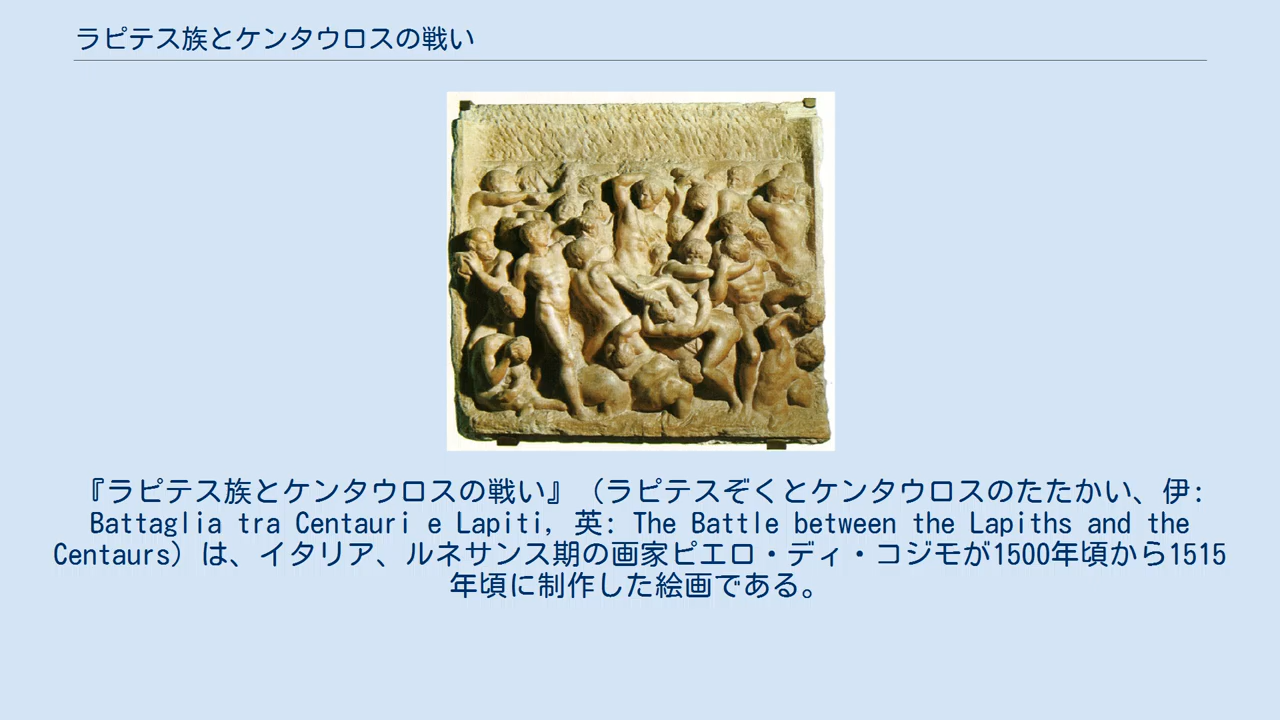 ラピテス族とケンタウロスの戦い
『ラピテス族とケンタウロスの戦い』（ラピテスぞくとケンタウロスのたたかい、伊:
Battaglia tra Centauri e Lapiti, 英: The Battle between the Lapiths and the
Centaurs）は、イタリア、ルネサンス期の画家ピエロ・ディ・コジモが1500年頃から1515
年頃に制作した絵画である。